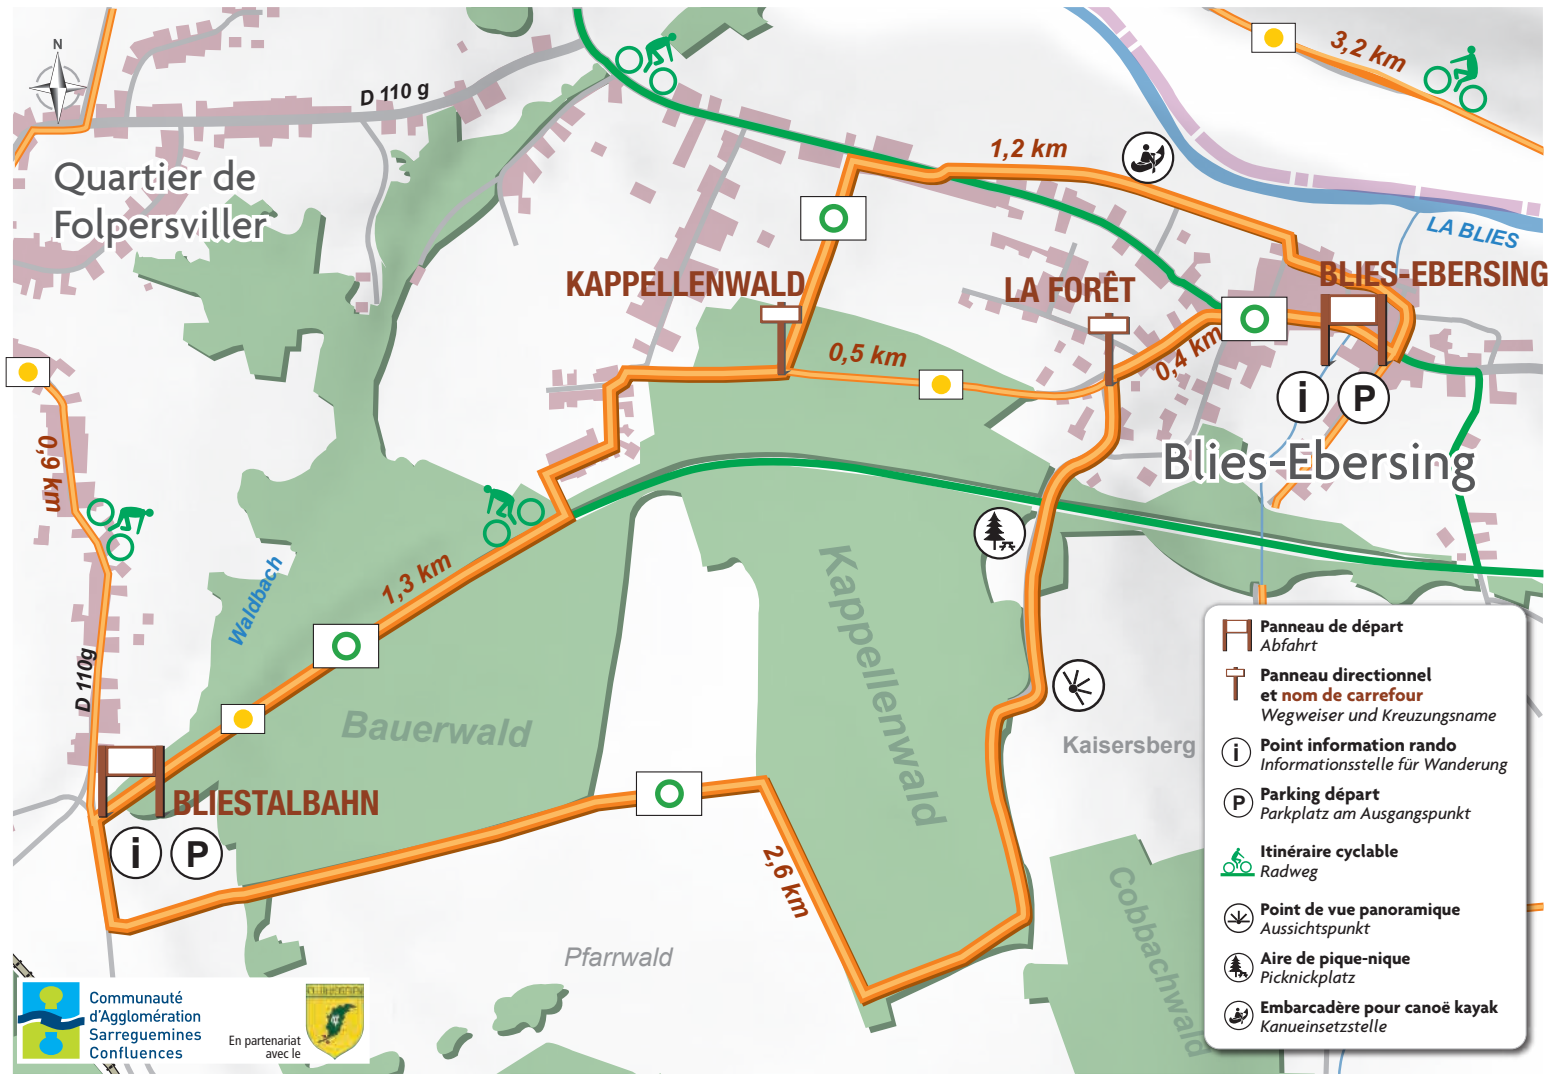 N
D 110 g
3,2 km
Quartier de
Folpersviller
1,2 km
LA BLIES
KAPPELLENWALD
LA FORÊT
BLIES-EBERSING
0,5 km
0,4 km
i
P
0,9 km
Blies-Ebersing
Waldbach
1,3 km
Kappellenwald
D 110g
Bauerwald
Kaisersberg
BLIESTALBAHN
i
P
2,6 km
Cobbachwald
Pfarrwald
Panneau de départ
Abfahrt
Panneau directionnel
et nom de carrefour
Wegweiser und Kreuzungsname
i
Point information rando
Informationsstelle für Wanderung
P
Parking départ
Parkplatz am Ausgangspunkt
Itinéraire cyclable
Radweg
Point de vue panoramique
Aussichtspunkt
Aire de pique-nique
Picknickplatz
Embarcadère pour canoë kayak
Kanueinsetzstelle
Communauté
d'Agglomération
Sarreguemines
Confluences
En partenariat
avec le